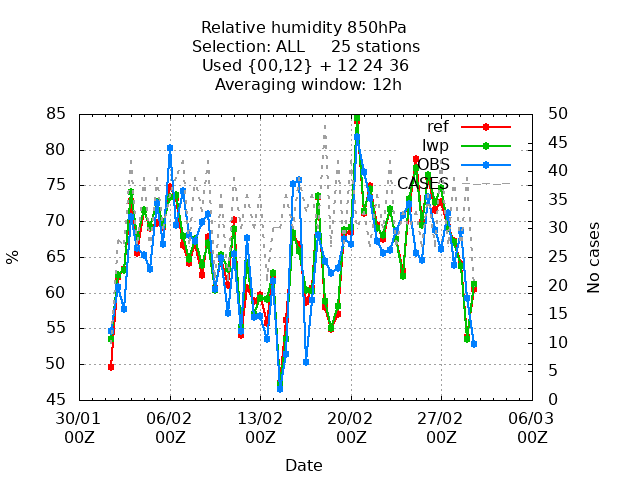 Relative humidity 850hPa
Selection: ALL 25 stations
Used {00,12} + 12 24 36
Averaging window: 12h
85 50
ref
45
80 lwp
40
OBS
75 CASES 35
70 30
65 25
% No cases
60 20
15
55
10
50
5
45 0
30/01 06/02 13/02 20/02 27/02 06/03
00Z 00Z 00Z 00Z 00Z 00Z
Date